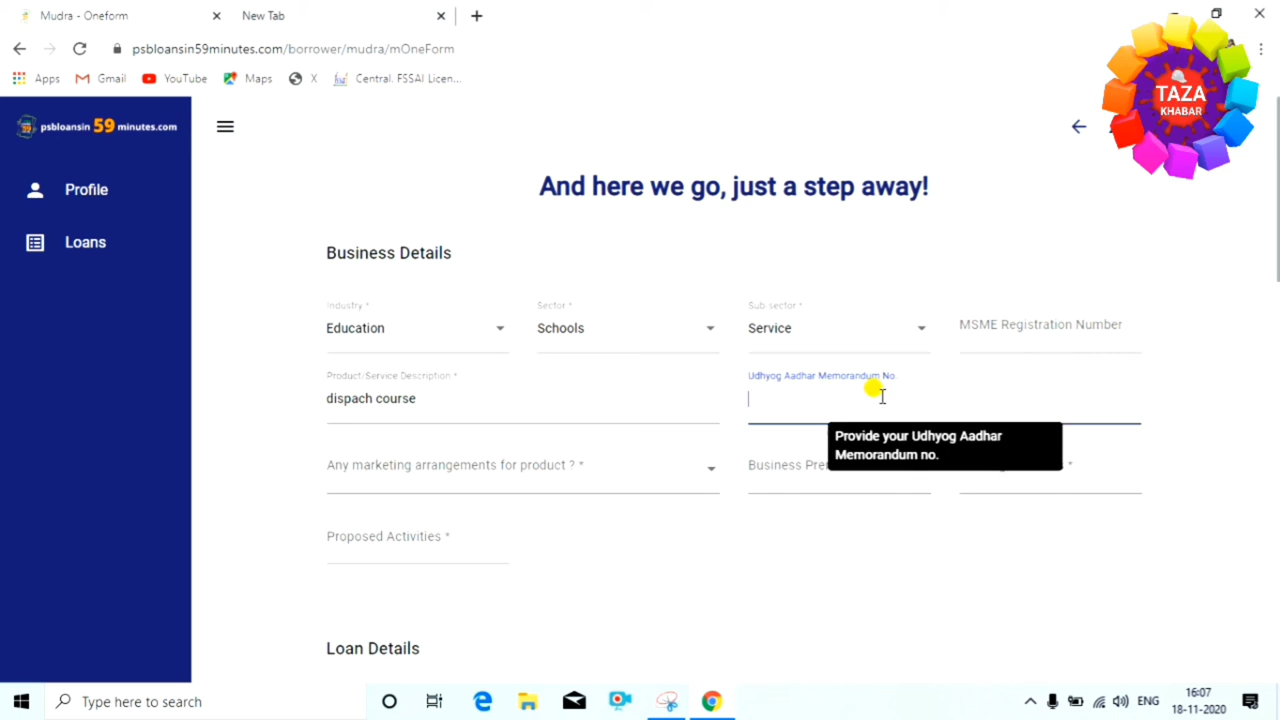 Mudra - Oneform
New Tab
psbloansin59minutes.com/borrower/mudra/mOneForm
Apps Gmail YouTube Maps X Central. FSSAI Licen...
TAZA
KHABAR
psbloansin 59 minutes.com
Profile
Loans
And here we go, just a step away!
Business Details
Industry * Sector * Sub sector *
Education Schools Service MSME Registration Number
Product/Service Description * Udhyog Aadhar Memorandum No.
dispach course
Provide your Udhyog Aadhar
Memorandum no.
Any marketing arrangements for product ? * Business *
Proposed Activities *
Loan Details
Type here to search
ENG
16:07
18-11-2020